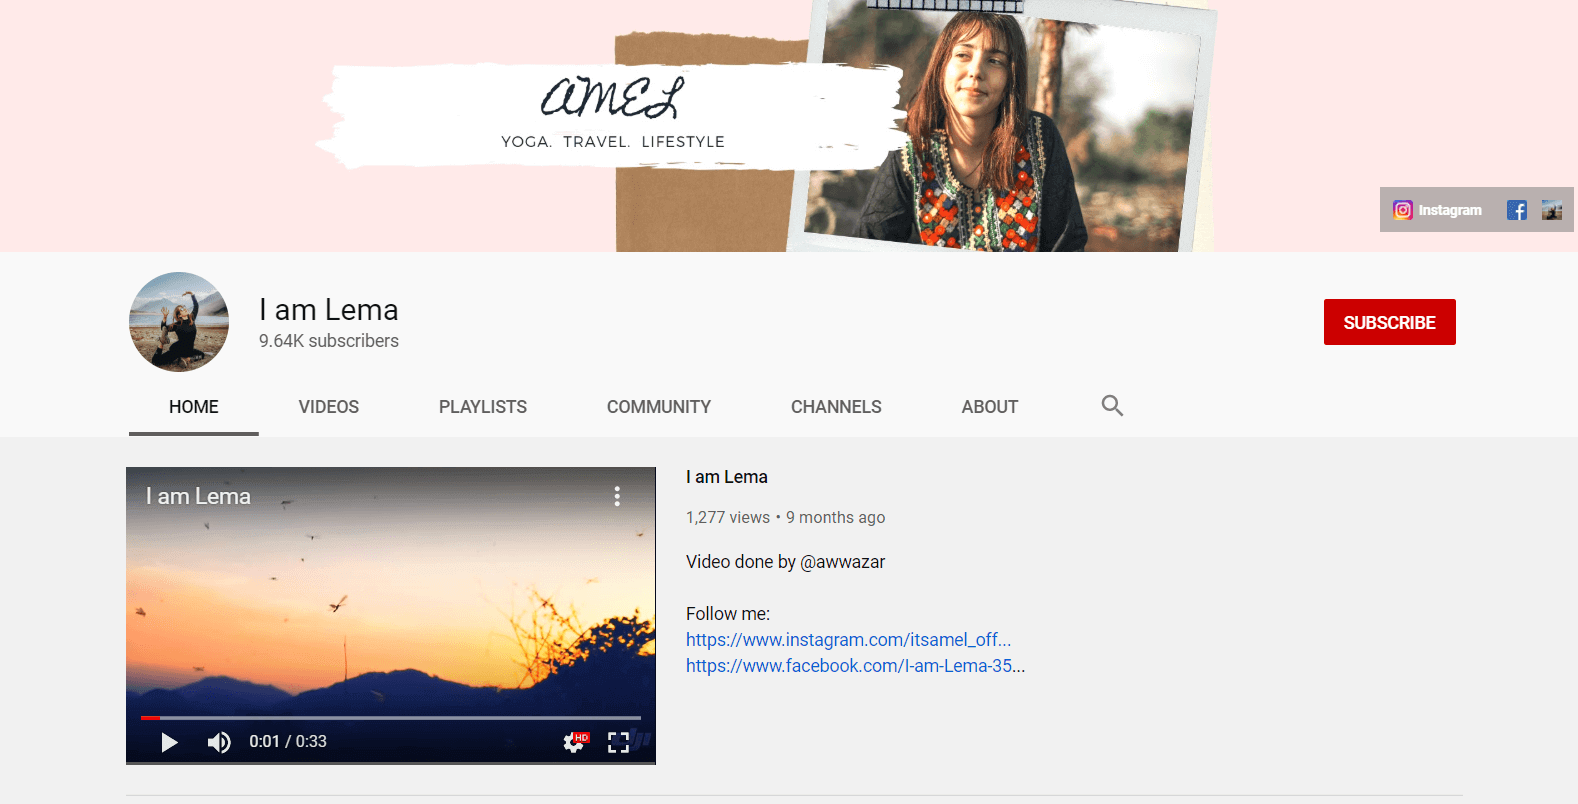 AMEL
YOGA. TRAVEL. LIFESTYLE
Instagram
I am Lema
9.64K subscribers
SUBSCRIBE
HOME
VIDEOS
PLAYLISTS
COMMUNITY
CHANNELS
ABOUT
I am Lema
HD
0:01 / 0:33
dji
I am Lema
1,277 views • 9 months ago
Video done by @awwazar
Follow me:
https://www.instagram.com/itsamel_off...
https://www.facebook.com/I-am-Lema-35...